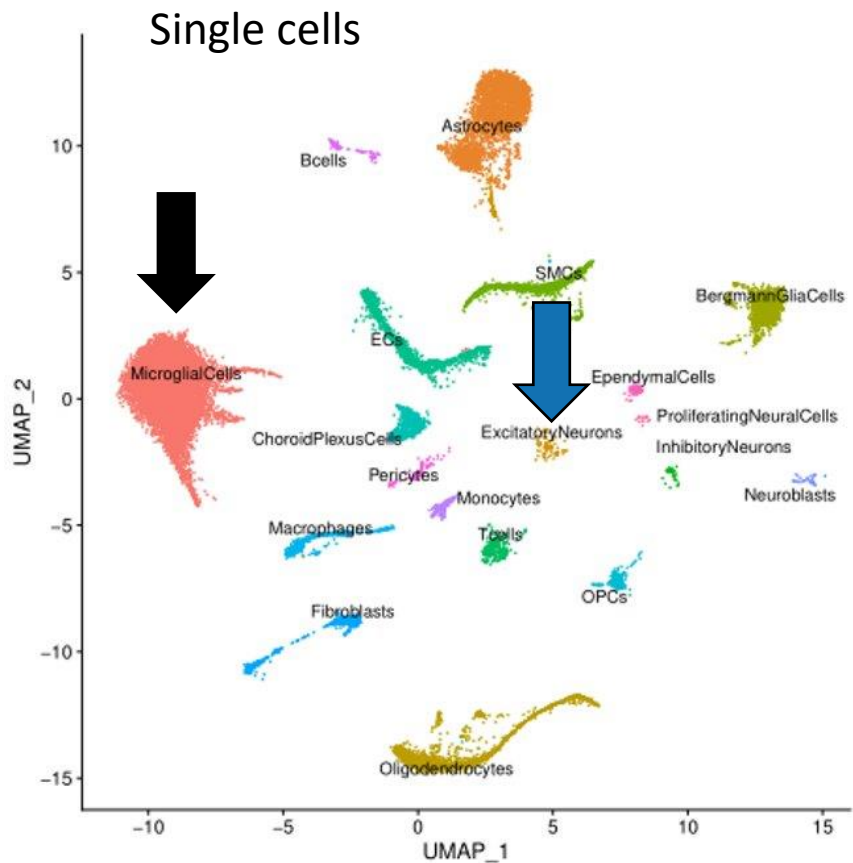 Single cells
10
5
0
−5
−10
−15
UMAP_2
Astrocytes
Bcells
SMCs
BergmannGliaCells
ECs
MicroglialCells
EpendymalCells
ProliferatingNeuralCells
ChoroidPlexusCells
ExcitatoryNeurons
InhibitoryNeurons
Pericytes
Neuroblasts
Monocytes
Macrophages
Tcells
OPCs
Fibroblasts
Oligodendrocytes
−10 −5 0 5 10 15
UMAP_1